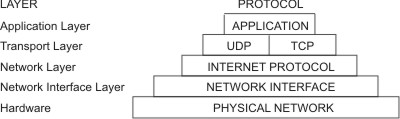 LAYER PROTOCOL
Application Layer APPLICATION
Transport Layer UDP TCP
Network Layer INTERNET PROTOCOL
Network Interface Layer NETWORK INTERFACE
Hardware PHYSICAL NETWORK